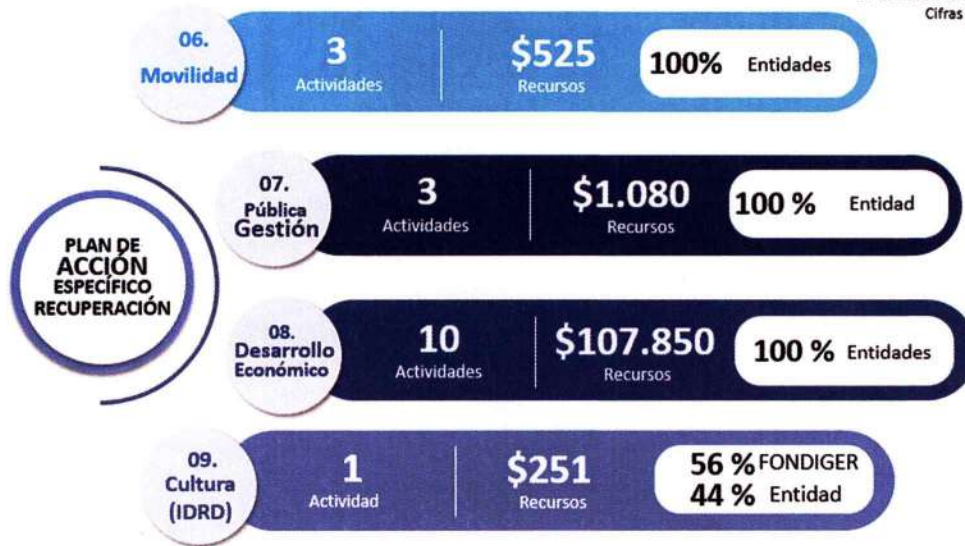 Cifras
06.
Movilidad
3
Actividades
$525
Recursos
100% Entidades
PLAN DE
ACCIÓN
ESPECÍFICO
RECUPERACIÓN
07.
Pública
Gestión
3
Actividades
$1.080
Recursos
100 % Entidad
08.
Desarrollo
Económico
10
Actividades
$107.850
Recursos
100 % Entidades
09.
Cultura
(IDRD)
1
Actividad
$251
Recursos
56 % FONDIGER
44 % Entidad